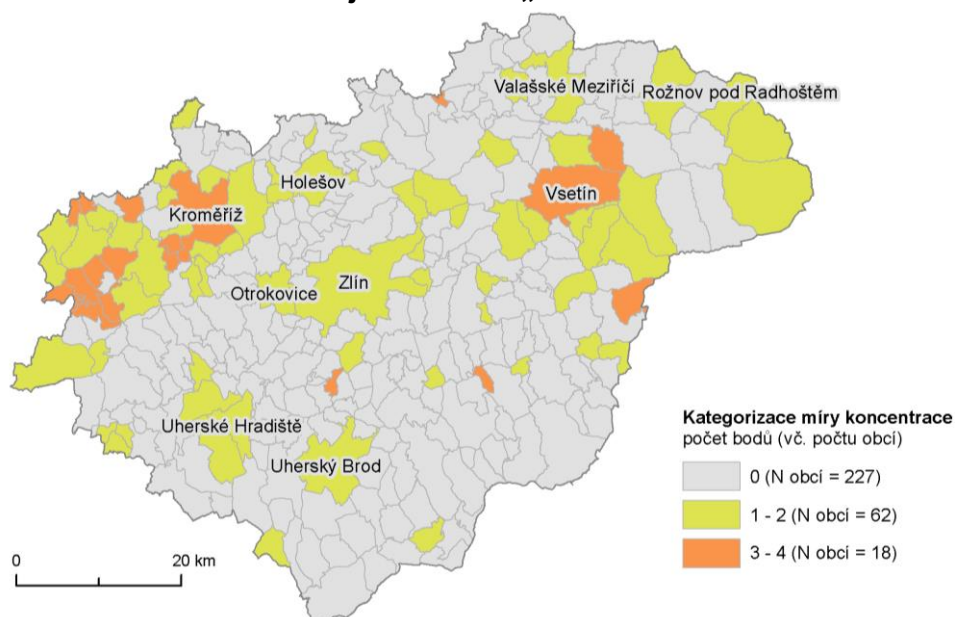 Valašské Meziříčí
Rožnov pod Radhoštěm
Holešov
Vsetín
Kroměříž
Otrokovice
Zlín
Uherské Hradiště
Uherský Brod
Kategorizace míry koncentrace
počet bodů (vč. počtu obcí)
0 (N obcí = 227)
1 - 2 (N obcí = 62)
3 - 4 (N obcí = 18)
0
20 km